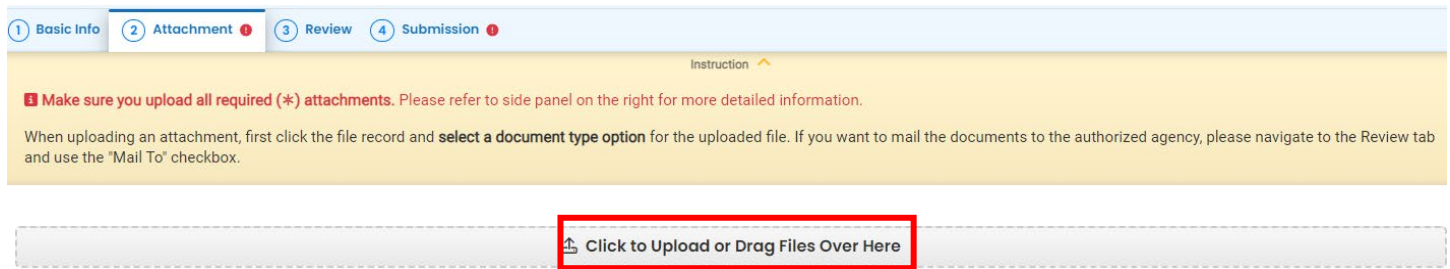 1 Basic Info 2 Attachment ! 3 Review 4 Submission !
Instruction
i Make sure you upload all required (*) attachments. Please refer to side panel on the right for more detailed information.
When uploading an attachment, first click the file record and select a document type option for the uploaded file. If you want to mail the documents to the authorized agency, please navigate to the Review tab
and use the "Mail To" checkbox.
Click to Upload or Drag Files Over Here